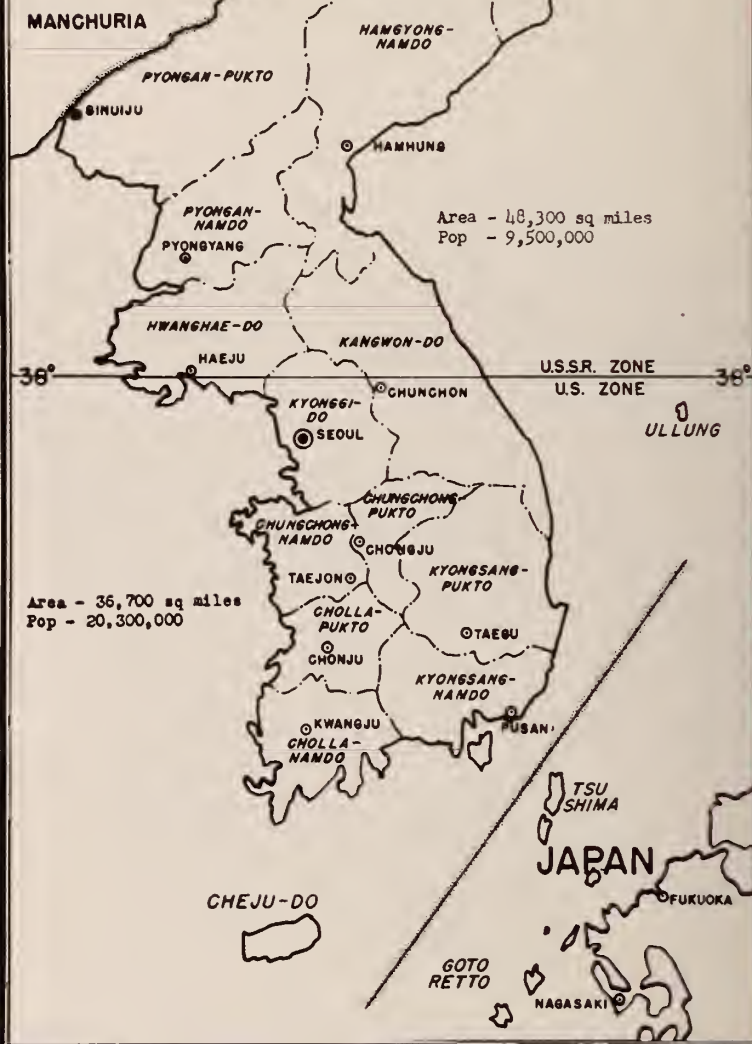 MANCHURIA
HAMGYONG-
NAMDO
PYONGAN-PUKTO
SINUIJU
HAMHUNG
PYONGAN-
NAMDO
Area - 48,300 sq miles
Pop - 9,500,000
PYONGYANG
HWANGHAE-DO
KANGWON-DO
HAEJU
U.S.S.R. ZONE
38°
38°
U.S. ZONE
CHUNCHON
KYONGGI-
DO
SEOUL
ULLUNG
CHUNGCHONG
PUKTO
CHUNGCHONG-
NAMDO
CHONGJU
TAEJON
KYONGSANG-
PUKTO
Area - 36,700 sq miles
Pop - 20,300,000
CHOLLA-
PUKTO
TAEGU
CHONJU
KYONGSANG-
NAMDO
PUSAN
KWANGJU
CHOLLA-
NAMDO
TSU
SHIMA
JAPAN
FUKUOKA
CHEJU-DO
GOTO
RETTO
NAGASAKI